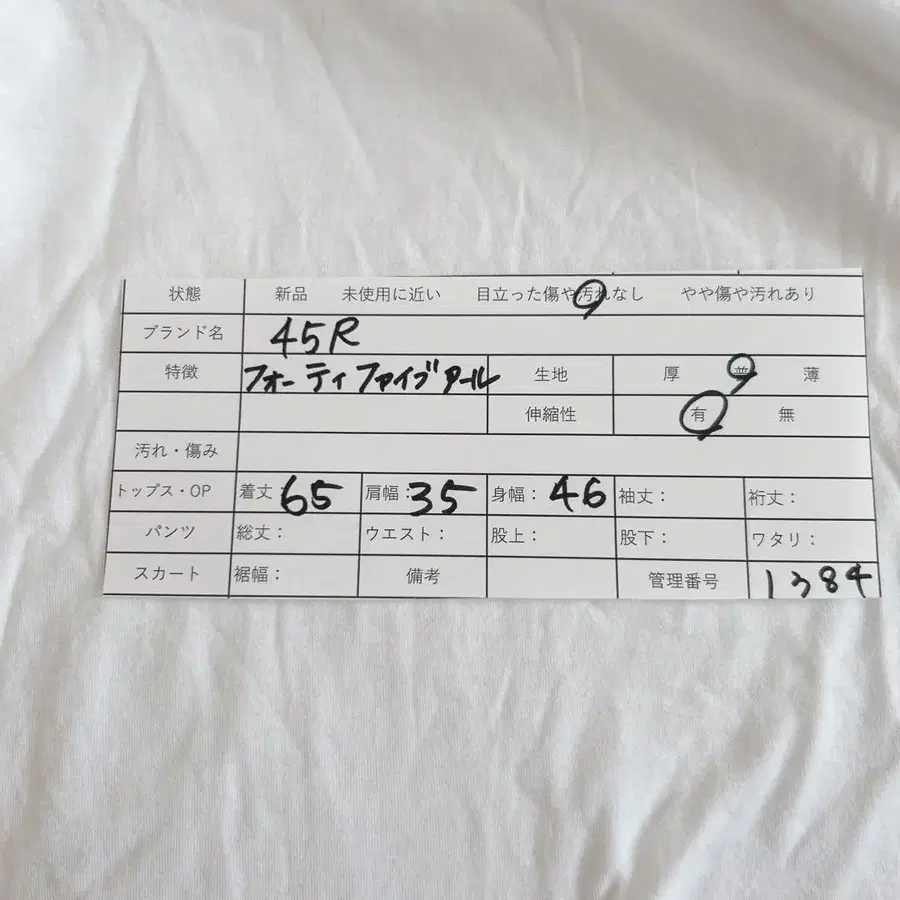 状態 新品 未使用に近い 目立った傷や汚れなし やや傷や汚れあり
ブランド名 45R
特徴 フォーティファイブアール 生地 厚 普 薄
伸縮性 有 無
汚れ・傷み
トップス・OP 着丈：65 肩幅：35 身幅：46 袖丈： 裄丈：
パンツ 総丈： ウエスト： 股上： 股下： ワタリ：
スカート 裾幅： 備考 管理番号 1384